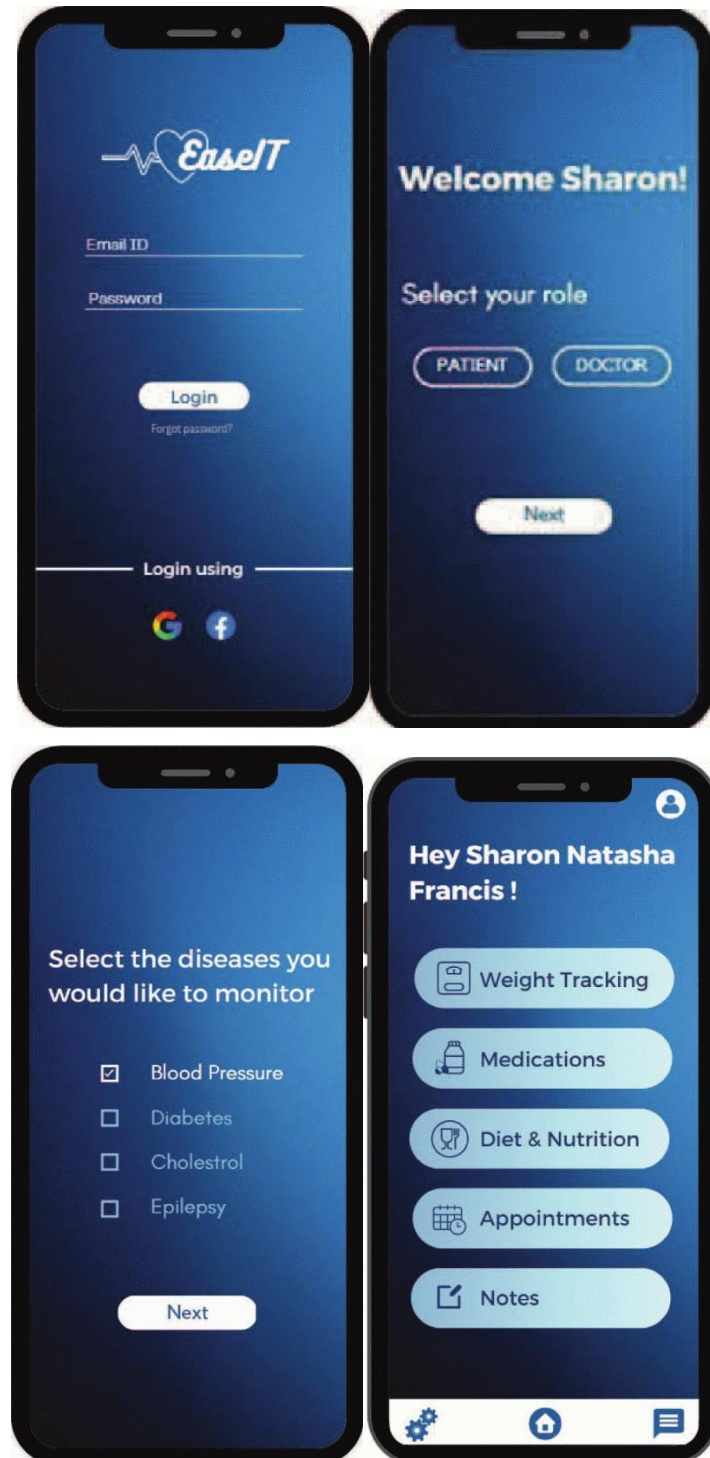 EaseIT
Email ID
Password
Login
Forgot password?
Login using
Welcome Sharon!
Select your role
PATIENT
DOCTOR
Next
Select the diseases you
would like to monitor
Blood Pressure
Diabetes
Cholestrol
Epilepsy
Next
Hey Sharon Natasha
Francis !
Weight Tracking
Medications
Diet & Nutrition
Appointments
Notes